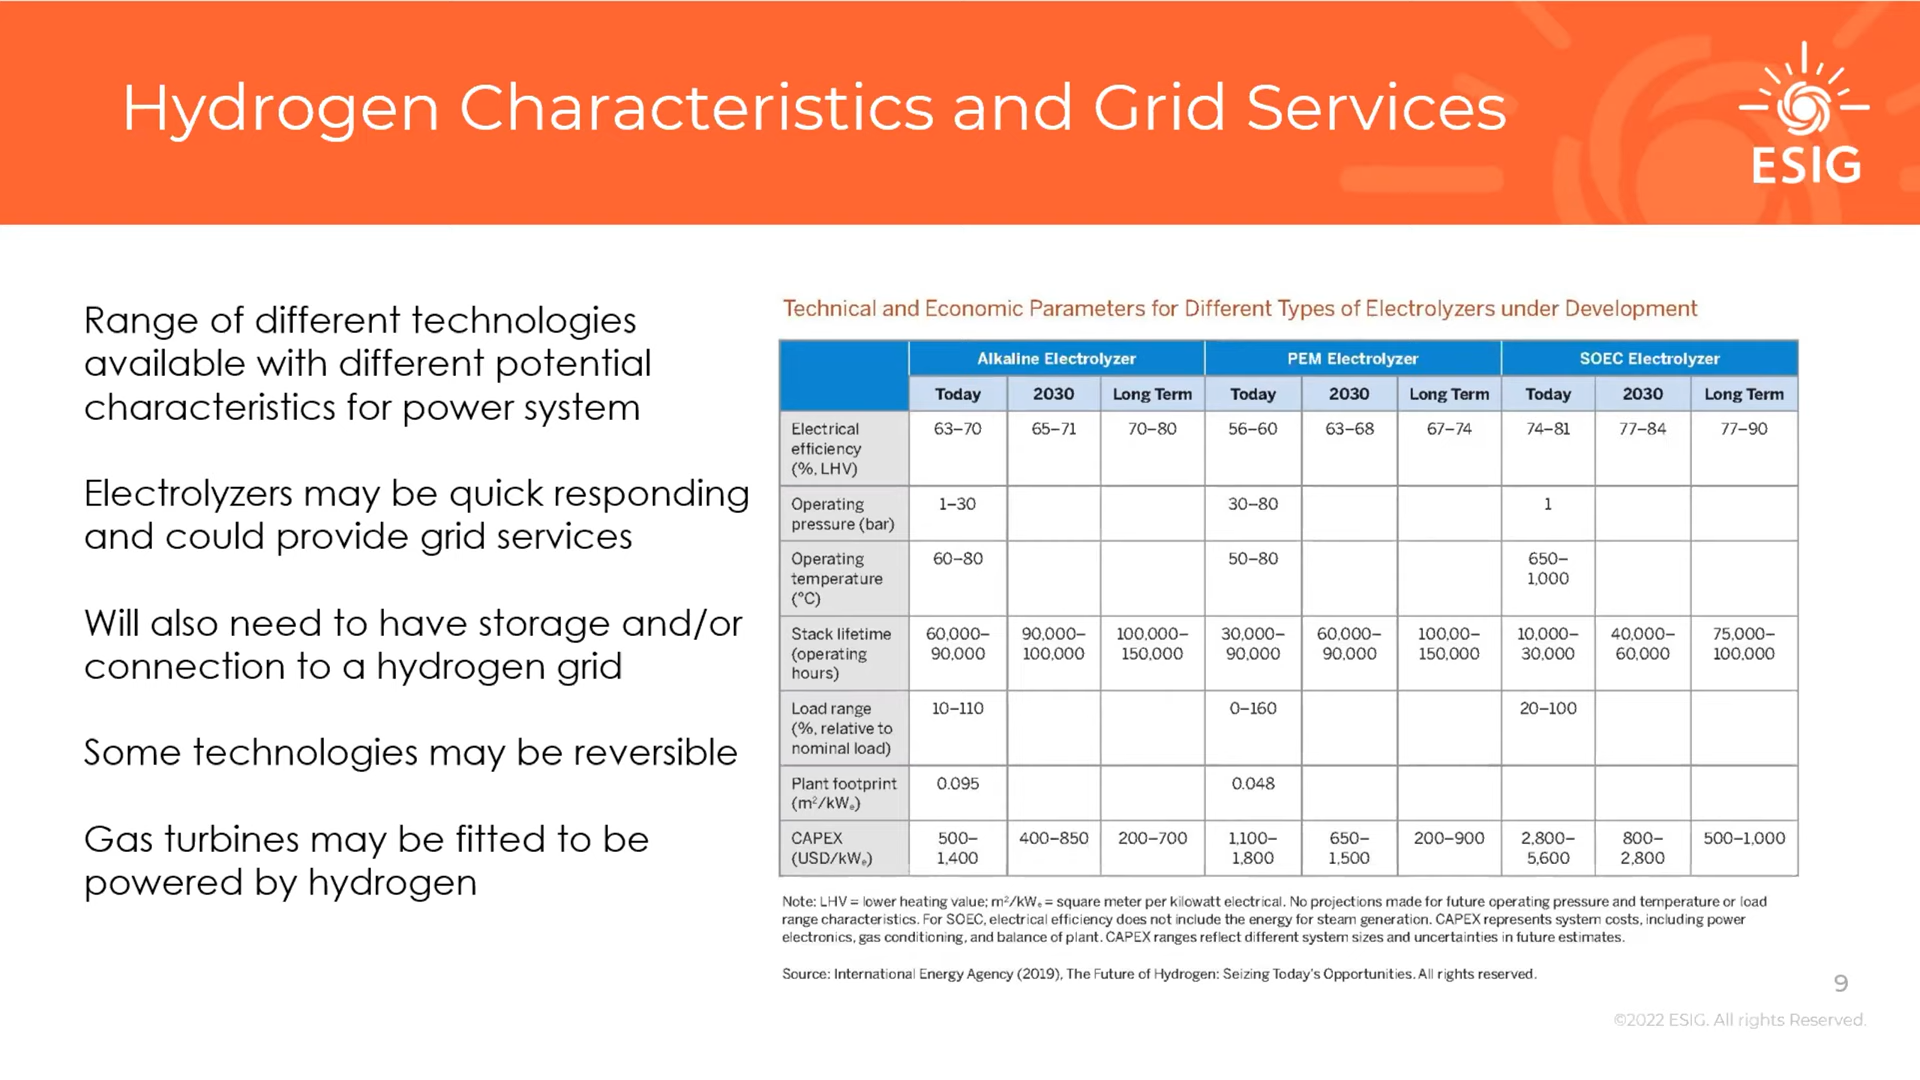 Hydrogen Characteristics and Grid Services
ESIG
Range of different technologies
available with different potential
characteristics for power system
Electrolyzers may be quick responding
and could provide grid services
Will also need to have storage and/or
connection to a hydrogen grid
Some technologies may be reversible
Gas turbines may be fitted to be
powered by hydrogen
Technical and Economic Parameters for Different Types of Electrolyzers under Development
Alkaline Electrolyzer PEM Electrolyzer SOEC Electrolyzer
Today 2030 Long Term Today 2030 Long Term Today 2030 Long Term
Electrical 63–70 65–71 70–80 56–60 63–68 67–74 74–81 77–84 77–90
efficiency
(%, LHV)
Operating 1–30 30–80 1
pressure (bar)
Operating 60–80 50–80 650–
temperature 1,000
(°C)
Stack lifetime 60,000– 90,000– 100,000– 30,000– 60,000– 100,00– 10,000– 40,000– 75,000–
(operating 90,000 100,000 150,000 90,000 90,000 150,000 30,000 60,000 100,000
hours)
Load range 10–110 0–160 20–100
(%, relative to
nominal load)
Plant footprint 0.095 0.048
(m²/kWₑ)
CAPEX 500– 400–850 200–700 1,100– 650– 200–900 2,800– 800– 500–1,000
(USD/kWₑ) 1,400 1,800 1,500 5,600 2,800
Note: LHV = lower heating value; m²/kWₑ = square meter per kilowatt electrical. No projections made for future operating pressure and temperature or load
range characteristics. For SOEC, electrical efficiency does not include the energy for steam generation. CAPEX represents system costs, including power
electronics, gas conditioning, and balance of plant. CAPEX ranges reflect different system sizes and uncertainties in future estimates.
Source: International Energy Agency (2019), The Future of Hydrogen: Seizing Today's Opportunities. All rights reserved.
9
©2022 ESIG. All rights Reserved.